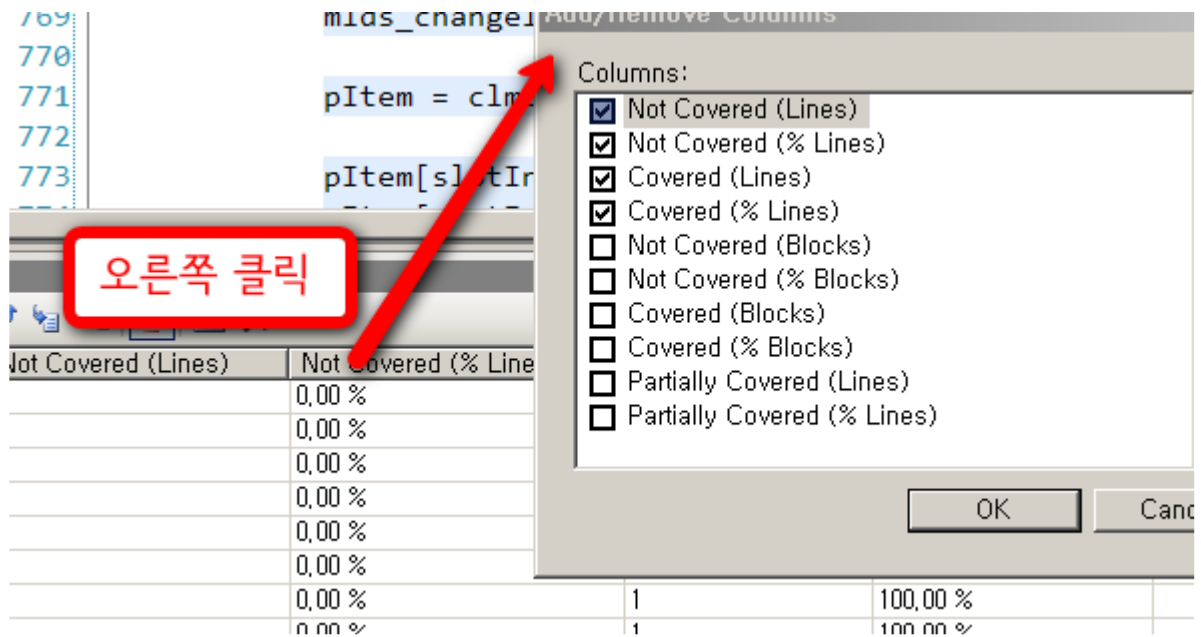 769
mIds_changeI
Add/Remove Columns
770
771
pItem = clm
772
773
pItem[slotIn
Columns:
Not Covered (Lines)
Not Covered (% Lines)
Covered (Lines)
Covered (% Lines)
Not Covered (Blocks)
Not Covered (% Blocks)
Covered (Blocks)
Covered (% Blocks)
Partially Covered (Lines)
Partially Covered (% Lines)
OK
Canc
오른쪽 클릭
Not Covered (Lines)
Not Covered (% Line
0,00 %
0,00 %
0,00 %
0,00 %
0,00 %
0,00 %
0,00 % 1 100,00 %
0,00 % 1 100,00 %